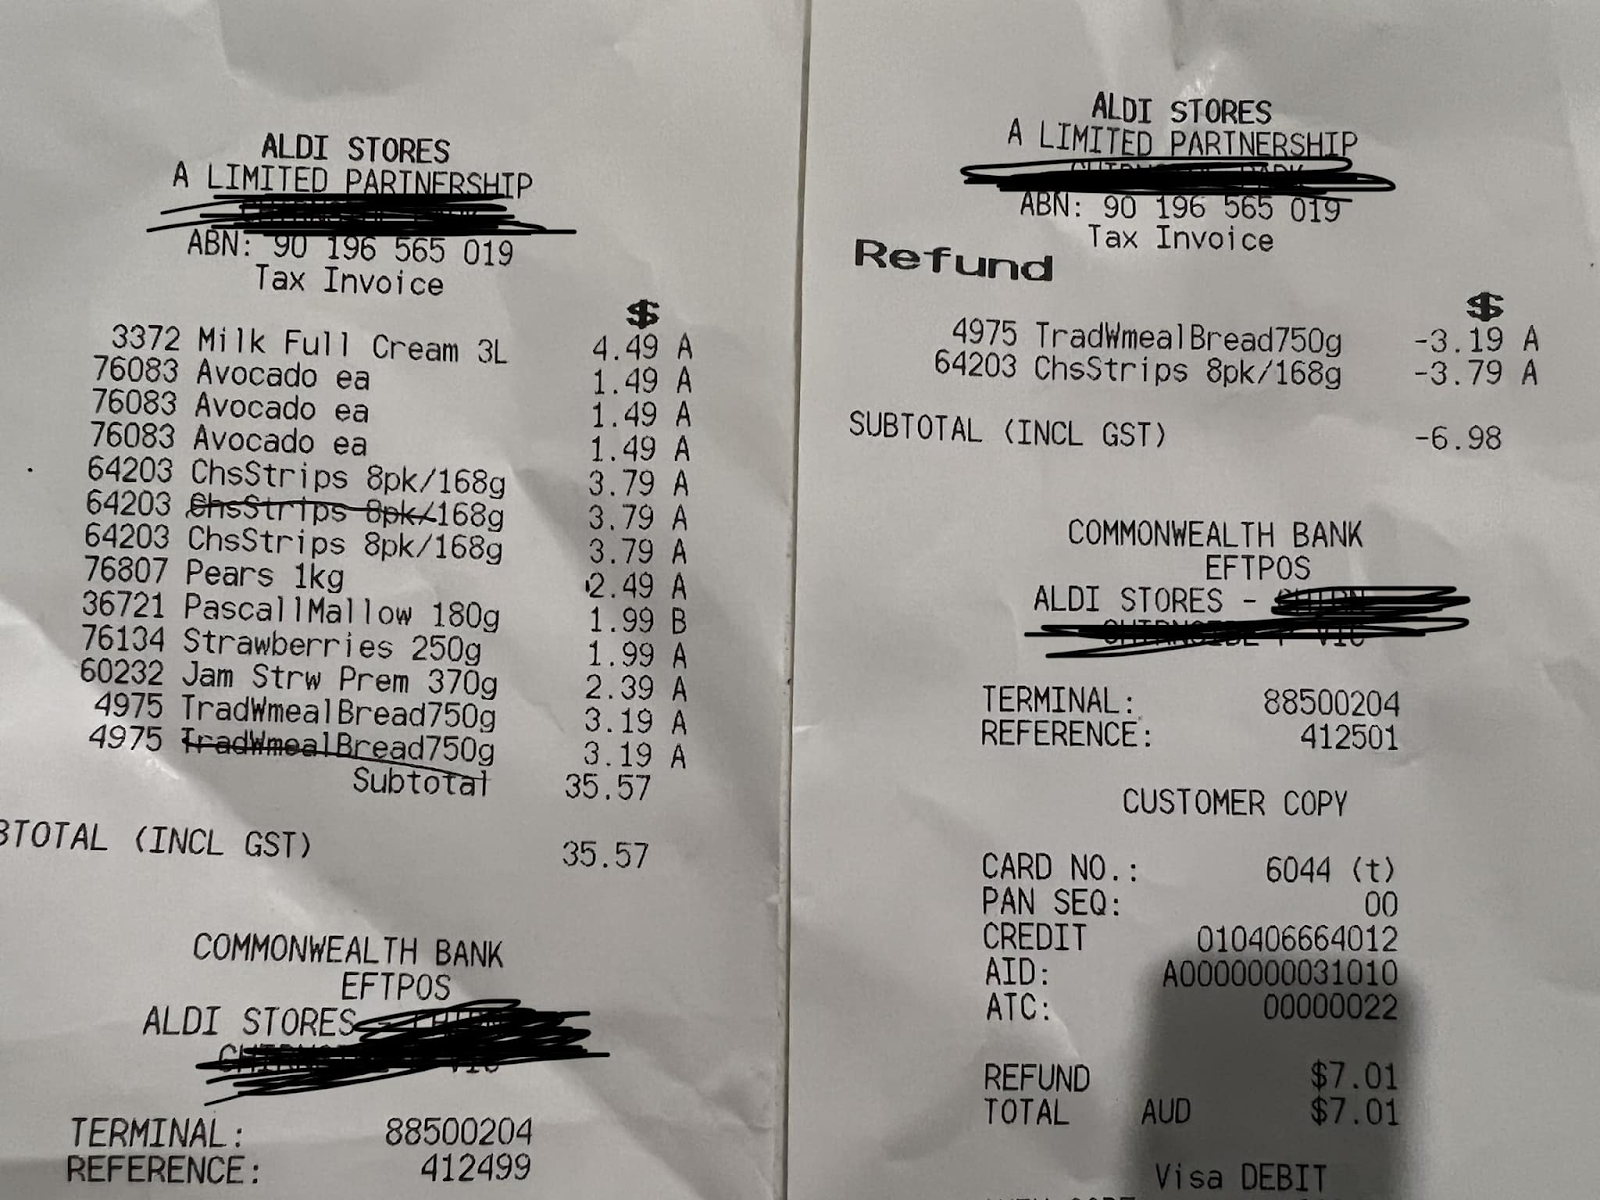 ALDI STORES
A LIMITED PARTNERSHIP
ABN: 90 196 565 019
Tax Invoice
$
3372 Milk Full Cream 3L 4.49 A
76083 Avocado ea 1.49 A
76083 Avocado ea 1.49 A
76083 Avocado ea 1.49 A
64203 ChsStrips 8pk/168g 3.79 A
64203 ChsStrips 8pk/168g 3.79 A
64203 ChsStrips 8pk/168g 3.79 A
76807 Pears 1kg 2.49 A
36721 PascallMallow 180g 1.99 B
76134 Strawberries 250g 1.99 A
60232 Jam Strw Prem 370g 2.39 A
4975 TradWmealBread750g 3.19 A
4975 TradWmealBread750g 3.19 A
Subtotal 35.57
BTOTAL (INCL GST) 35.57
COMMONWEALTH BANK
EFTPOS
ALDI STORES
TERMINAL: 88500204
REFERENCE: 412499
ALDI STORES
A LIMITED PARTNERSHIP
ABN: 90 196 565 019
Tax Invoice
Refund
$
4975 TradWmealBread750g -3.19 A
64203 ChsStrips 8pk/168g -3.79 A
SUBTOTAL (INCL GST) -6.98
COMMONWEALTH BANK
EFTPOS
ALDI STORES -
TERMINAL: 88500204
REFERENCE: 412501
CUSTOMER COPY
CARD NO.: 6044 (t)
PAN SEQ: 00
CREDIT 010406664012
AID: A0000000031010
ATC: 00000022
REFUND $7.01
TOTAL AUD $7.01
Visa DEBIT